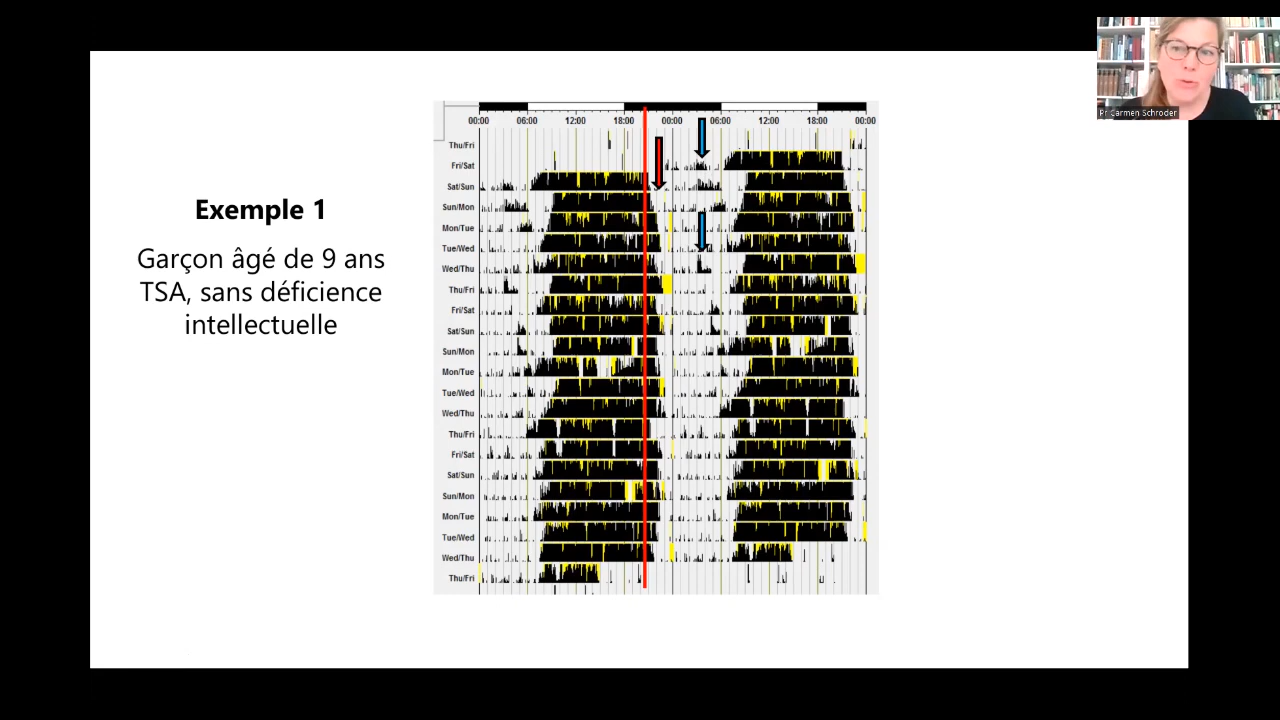 Pr Carmen Schroder
Exemple 1
Garçon âgé de 9 ans
TSA, sans déficience
intellectuelle
00:00 06:00 12:00 18:00 00:00 06:00 12:00 18:00 00:00
Thu/Fri
Fri/Sat
Sat/Sun
Sun/Mon
Mon/Tue
Tue/Wed
Wed/Thu
Thu/Fri
Fri/Sat
Sat/Sun
Sun/Mon
Mon/Tue
Tue/Wed
Wed/Thu
Thu/Fri
Fri/Sat
Sat/Sun
Sun/Mon
Mon/Tue
Tue/Wed
Wed/Thu
Thu/Fri